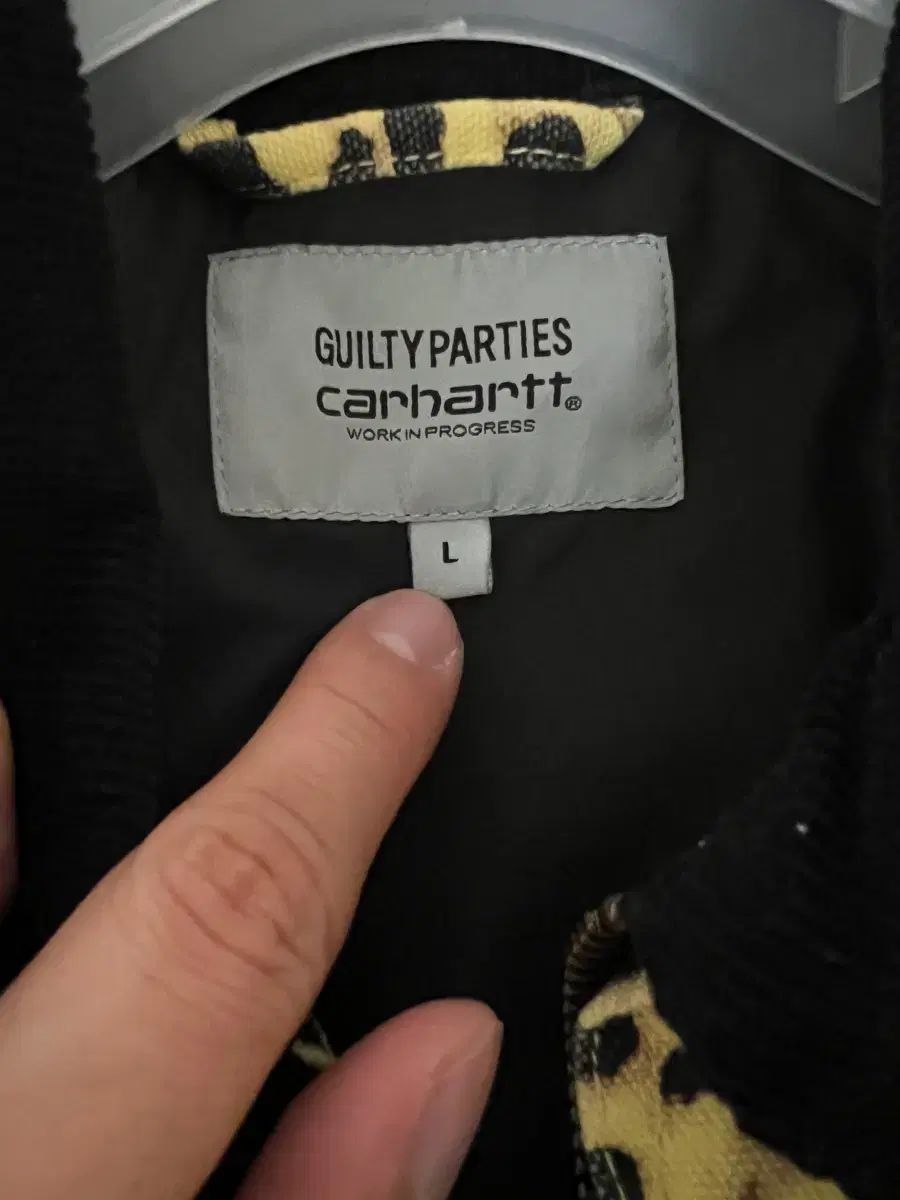 GUILTY PARTIES
carhartt®
WORK IN PROGRESS
L